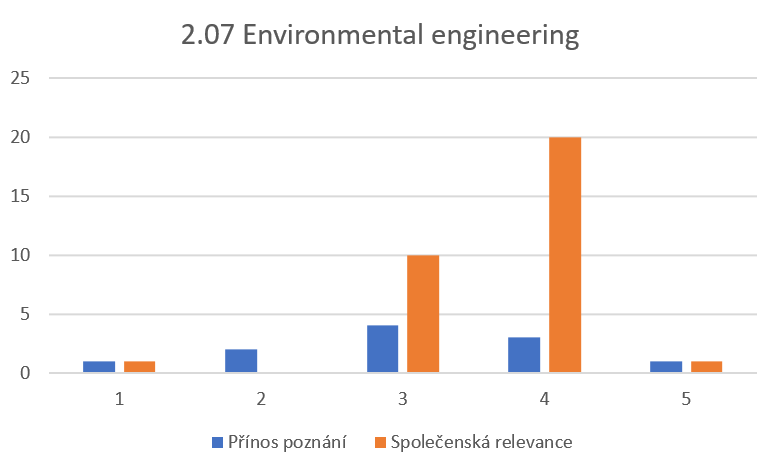 2.07 Environmental engineering
25
20
15
10
5
0
1 2 3 4 5
Přínos poznání Společenská relevance